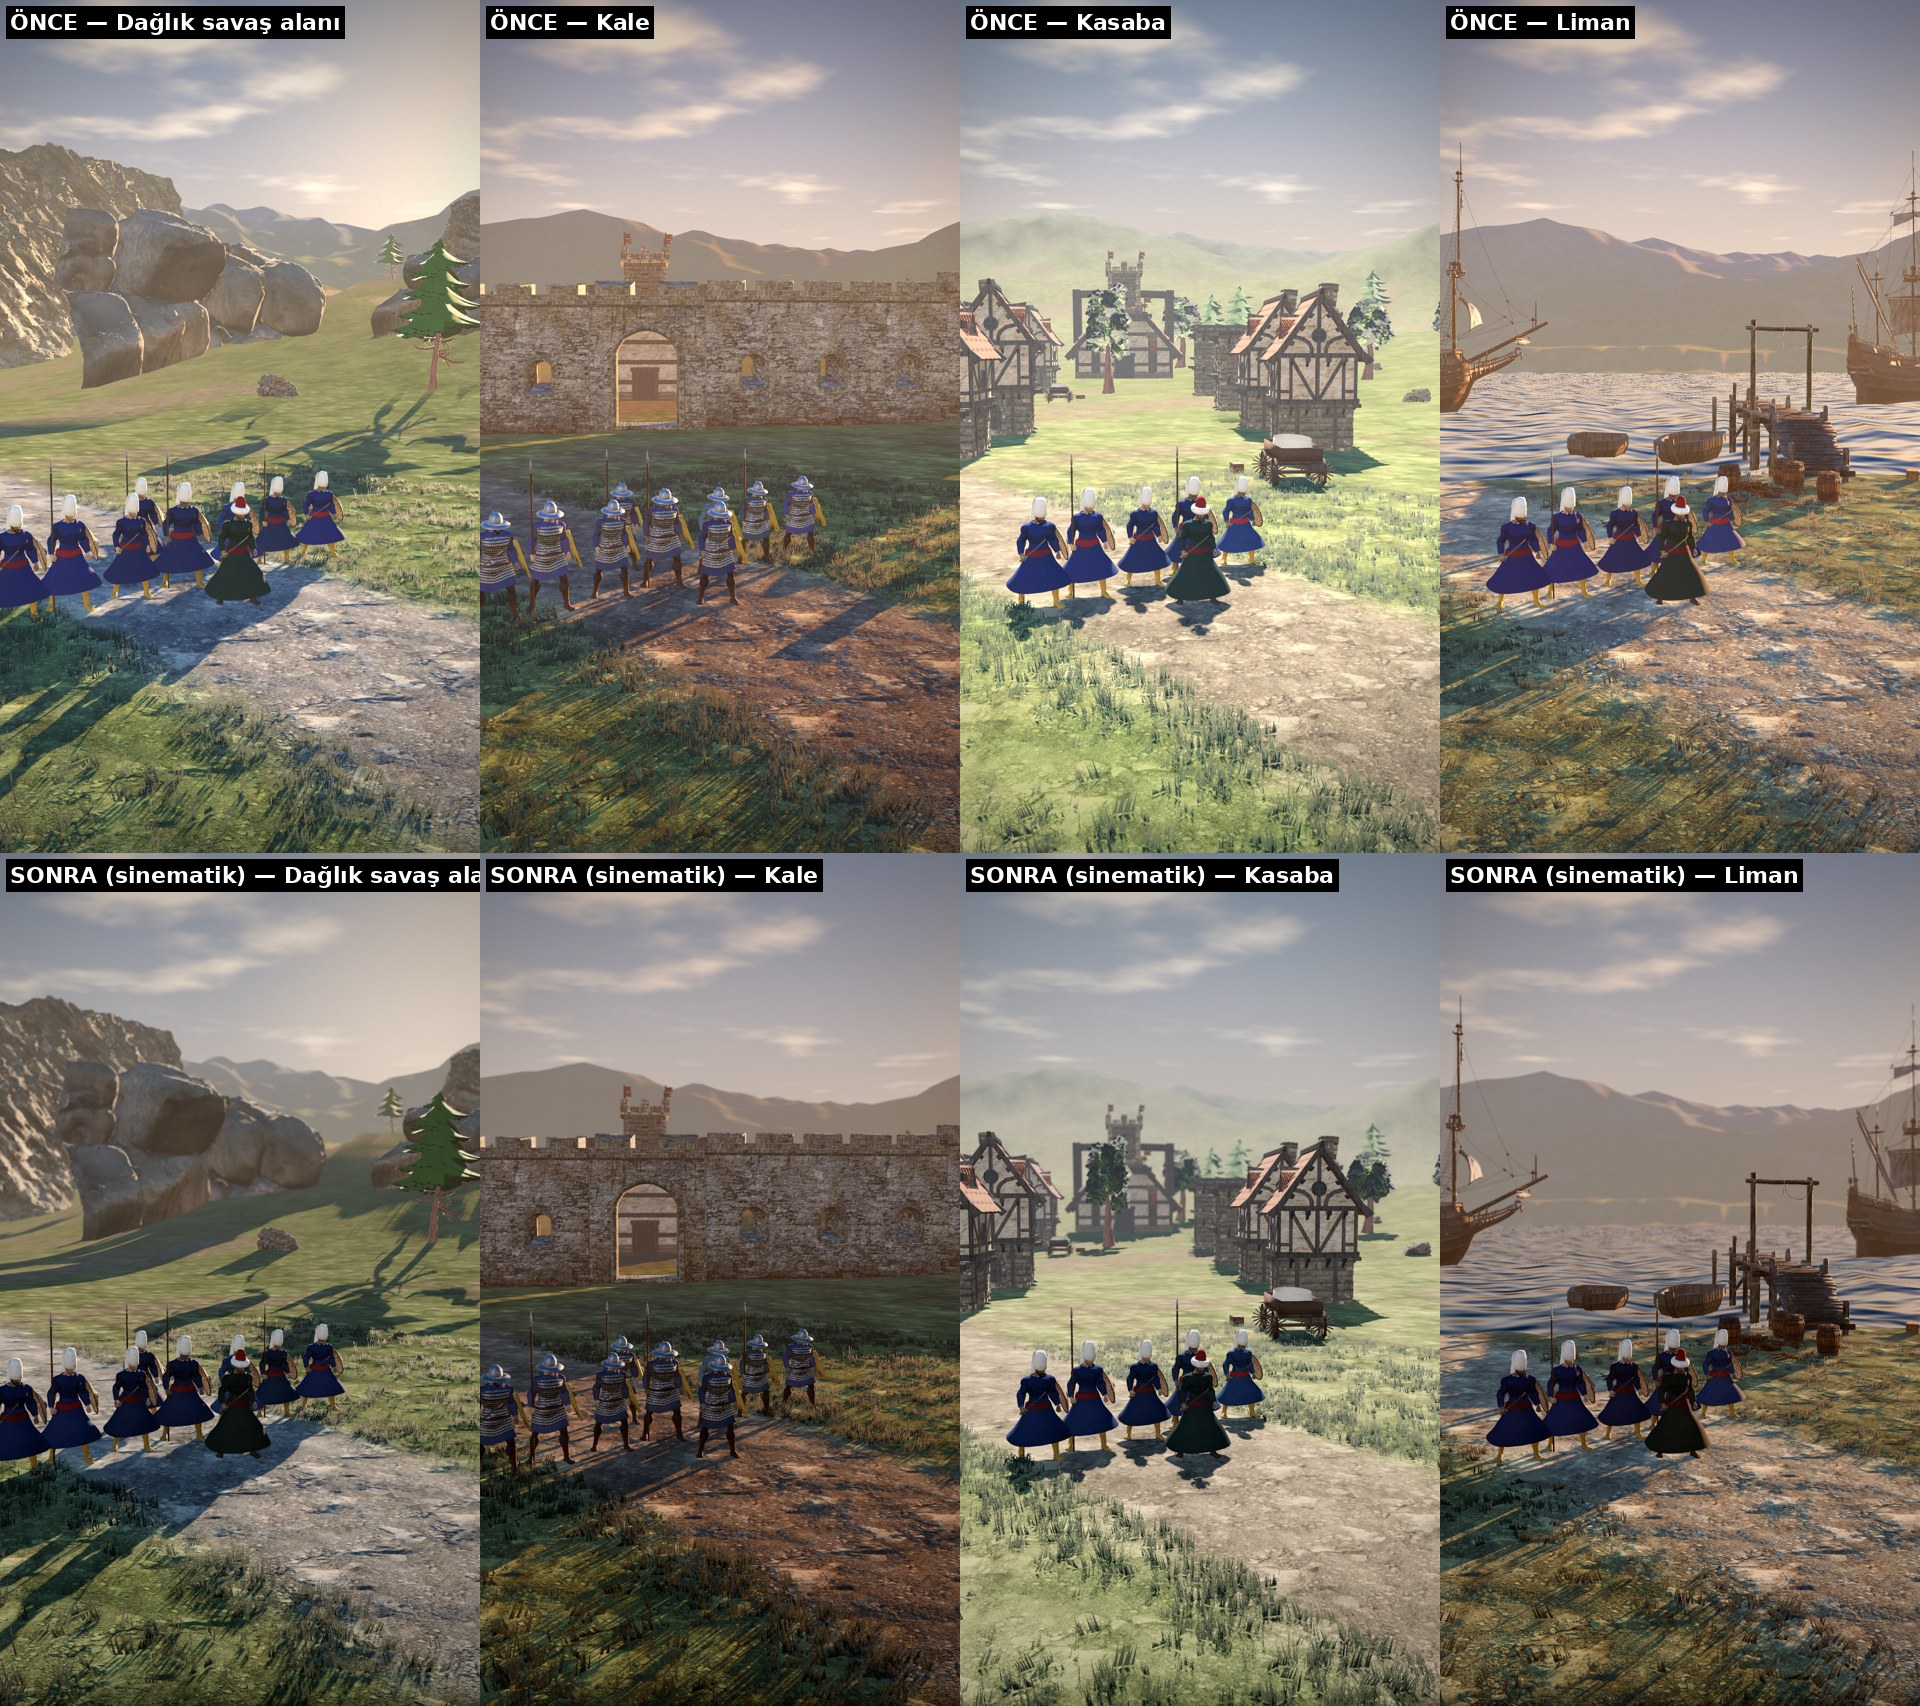 ÖNCE — Dağlık savaş alanı
ÖNCE — Kale
ÖNCE — Kasaba
ÖNCE — Liman
SONRA (sinematik) — Dağlık savaş ala
SONRA (sinematik) — Kale
SONRA (sinematik) — Kasaba
SONRA (sinematik) — Liman